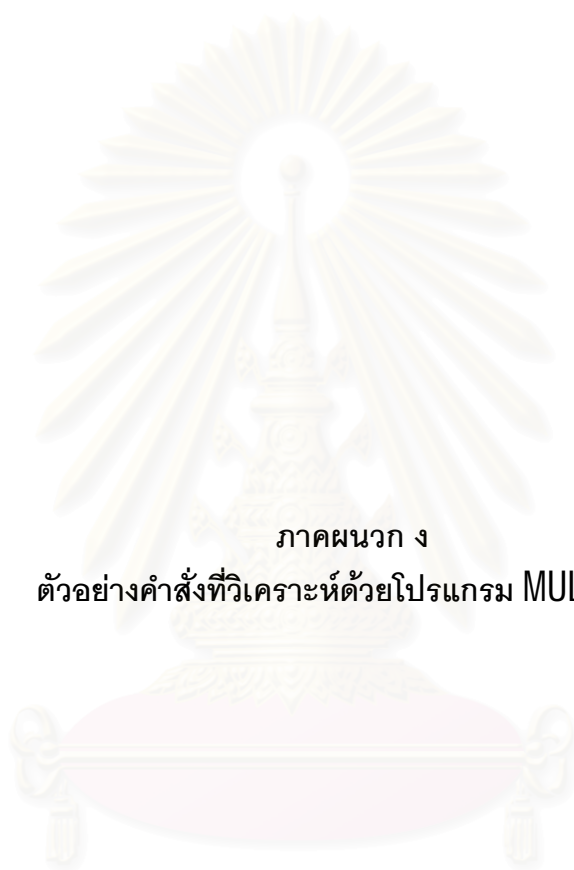 ภาคผนวก ง
ตัวอย่างคำสั่งที่วิเคราะห์ด้วยโปรแกรม